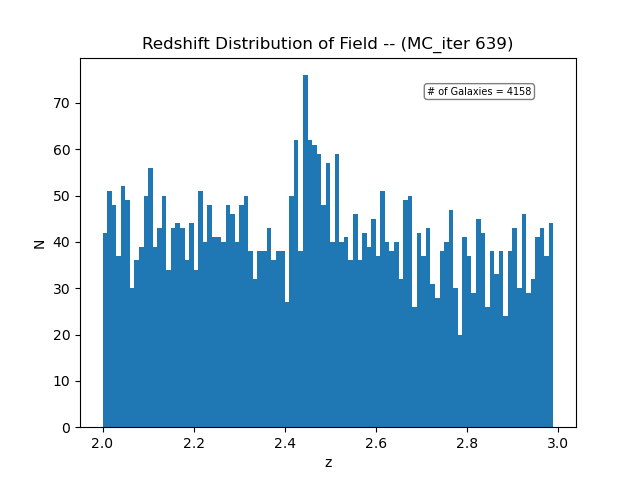 Redshift Distribution of Field -- (MC_iter 639)
# of Galaxies = 4158
N
70
60
50
40
30
20
10
0
2.0 2.2 2.4 2.6 2.8 3.0
z